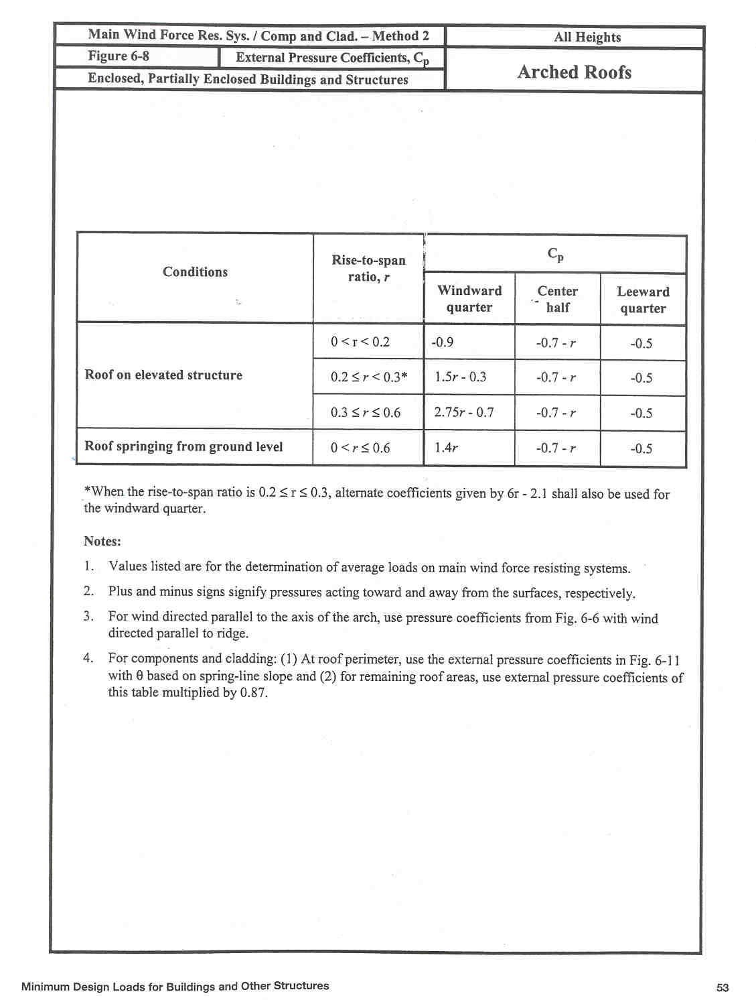 Main Wind Force Res. Sys. / Comp and Clad. – Method 2
All Heights
Figure 6-8
External Pressure Coefficients, Cp
Arched Roofs
Enclosed, Partially Enclosed Buildings and Structures
Conditions
Rise-to-span
ratio, r
Cp
Windward
quarter
Center
half
Leeward
quarter
Roof on elevated structure
0 < r < 0.2
-0.9
-0.7 - r
-0.5
0.2 ≤ r < 0.3*
1.5r - 0.3
-0.7 - r
-0.5
0.3 ≤ r ≤ 0.6
2.75r - 0.7
-0.7 - r
-0.5
Roof springing from ground level
0 < r ≤ 0.6
1.4r
-0.7 - r
-0.5
*When the rise-to-span ratio is 0.2 ≤ r ≤ 0.3, alternate coefficients given by 6r - 2.1 shall also be used for
the windward quarter.
Notes:
1. Values listed are for the determination of average loads on main wind force resisting systems.
2. Plus and minus signs signify pressures acting toward and away from the surfaces, respectively.
3. For wind directed parallel to the axis of the arch, use pressure coefficients from Fig. 6-6 with wind
directed parallel to ridge.
4. For components and cladding: (1) At roof perimeter, use the external pressure coefficients in Fig. 6-11
with θ based on spring-line slope and (2) for remaining roof areas, use external pressure coefficients of
this table multiplied by 0.87.
Minimum Design Loads for Buildings and Other Structures
53